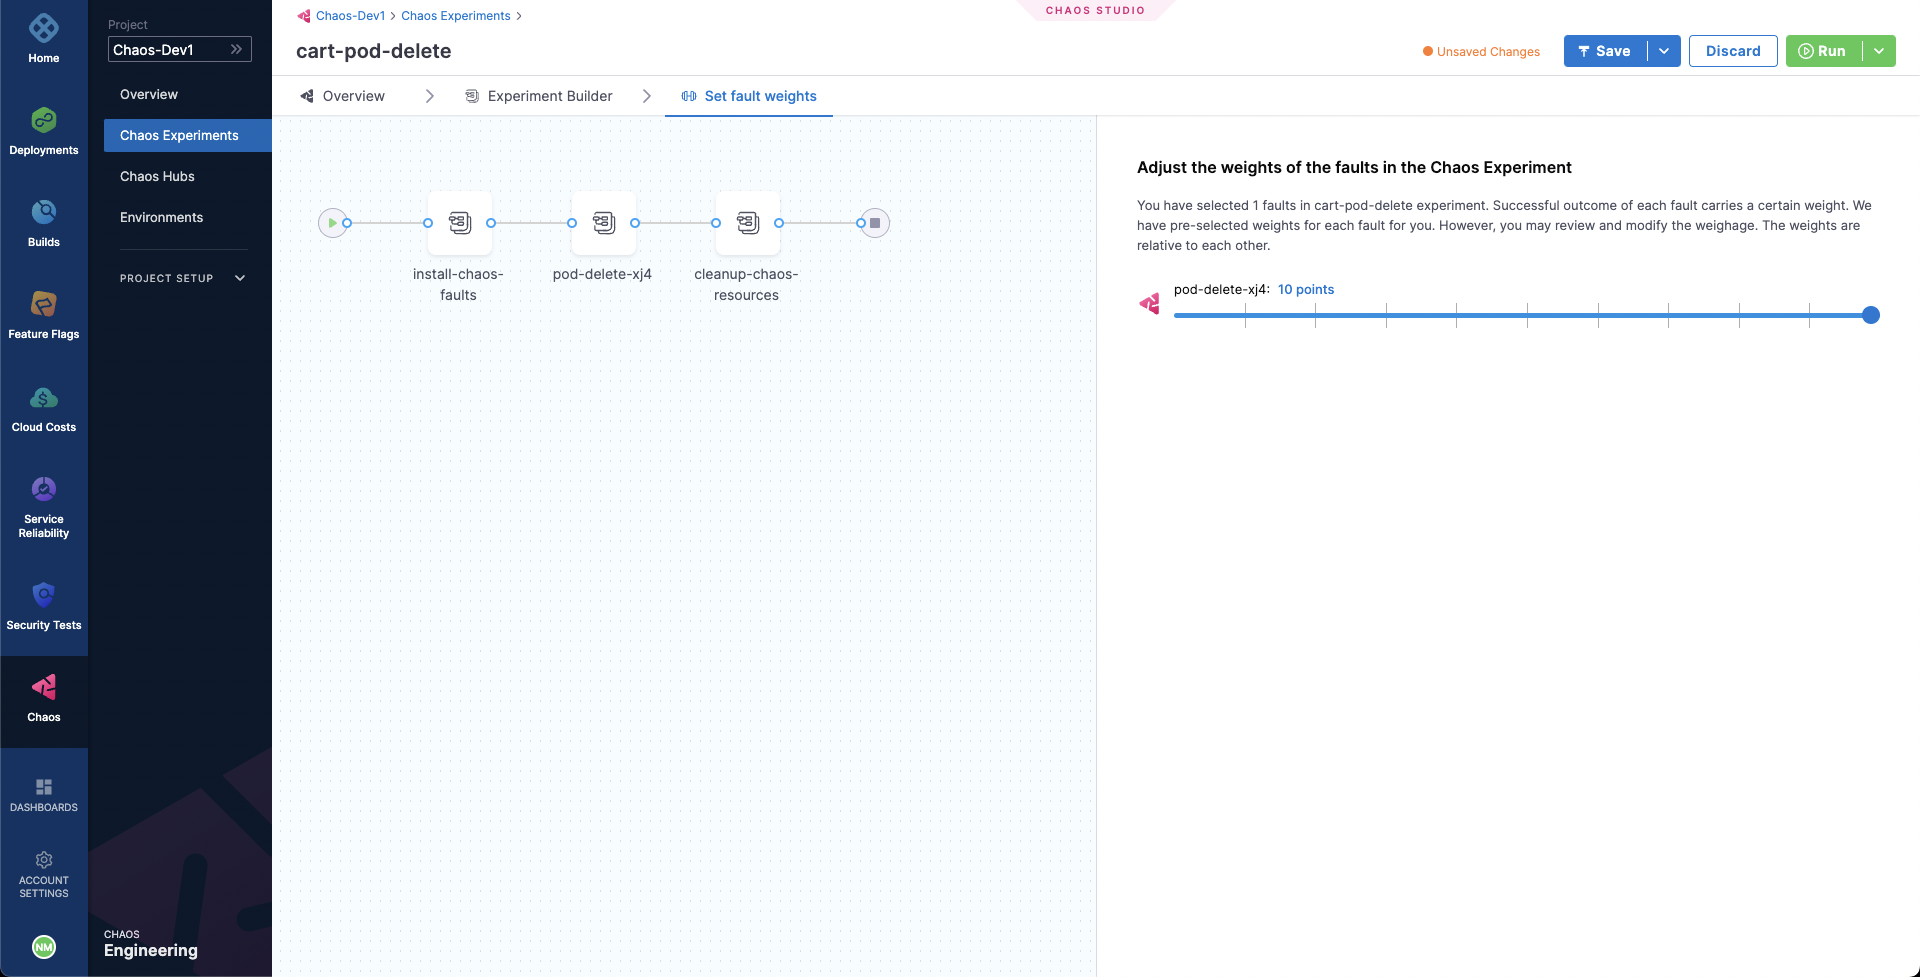 Home
Deployments
Builds
Feature Flags
Cloud Costs
Service
Reliability
Security Tests
Chaos
DASHBOARDS
ACCOUNT
SETTINGS
NM
Project
Chaos-Dev1
Overview
Chaos Experiments
Chaos Hubs
Environments
PROJECT SETUP
CHAOS
Engineering
Chaos-Dev1 > Chaos Experiments >
CHAOS STUDIO
cart-pod-delete
Unsaved Changes
Save
Discard
Run
Overview
Experiment Builder
Set fault weights
install-chaos-
faults
pod-delete-xj4
cleanup-chaos-
resources
Adjust the weights of the faults in the Chaos Experiment
You have selected 1 faults in cart-pod-delete experiment. Successful outcome of each fault carries a certain weight. We
have pre-selected weights for each fault for you. However, you may review and modify the weighage. The weights are
relative to each other.
pod-delete-xj4: 10 points